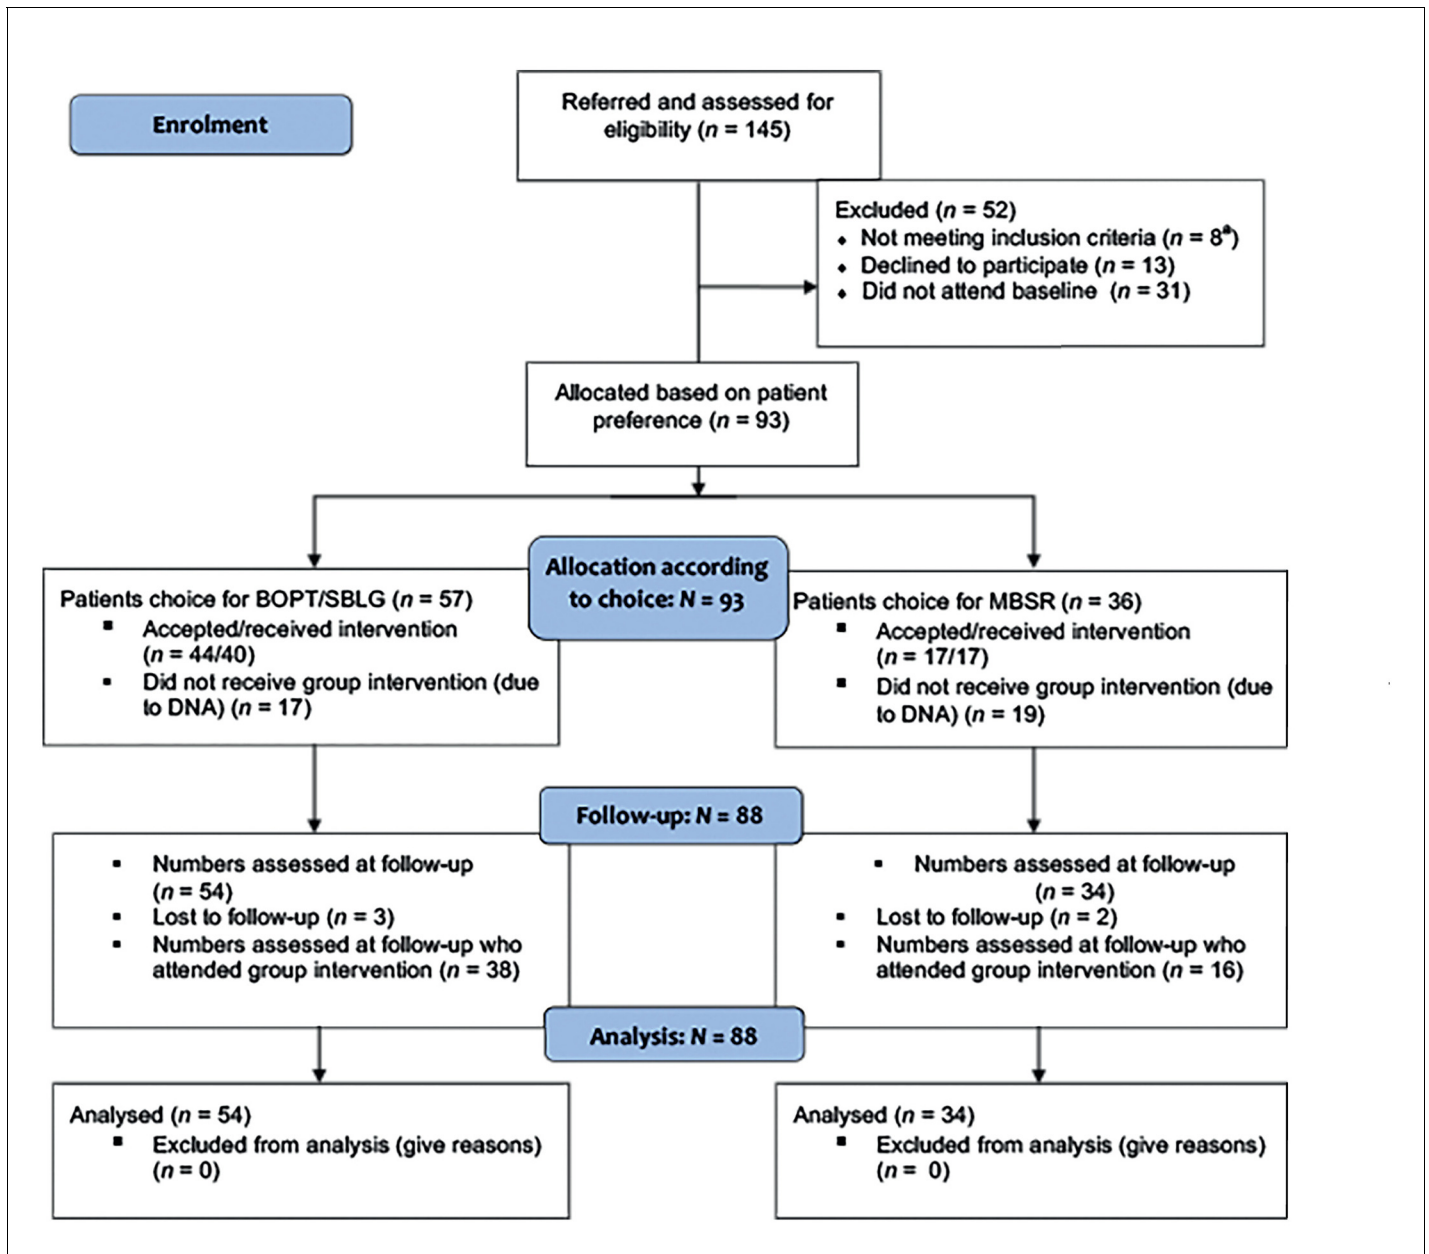 Enrolment
Referred and assessed for
eligibility (n = 145)
Excluded (n = 52)
⬥ Not meeting inclusion criteria (n = 8ᵃ)
⬥ Declined to participate (n = 13)
⬥ Did not attend baseline (n = 31)
Allocated based on patient
preference (n = 93)
Allocation according
to choice: N = 93
Patients choice for BOPT/SBLG (n = 57)
▪ Accepted/received intervention
(n = 44/40)
▪ Did not receive group intervention (due
to DNA) (n = 17)
Patients choice for MBSR (n = 36)
▪ Accepted/received intervention
(n = 17/17)
▪ Did not receive group intervention (due
to DNA) (n = 19)
Follow-up: N = 88
▪ Numbers assessed at follow-up
(n = 54)
▪ Lost to follow-up (n = 3)
▪ Numbers assessed at follow-up who
attended group intervention (n = 38)
▪ Numbers assessed at follow-up
(n = 34)
▪ Lost to follow-up (n = 2)
▪ Numbers assessed at follow-up who
attended group intervention (n = 16)
Analysis: N = 88
Analysed (n = 54)
▪ Excluded from analysis (give reasons)
(n = 0)
Analysed (n = 34)
▪ Excluded from analysis (give reasons)
(n = 0)